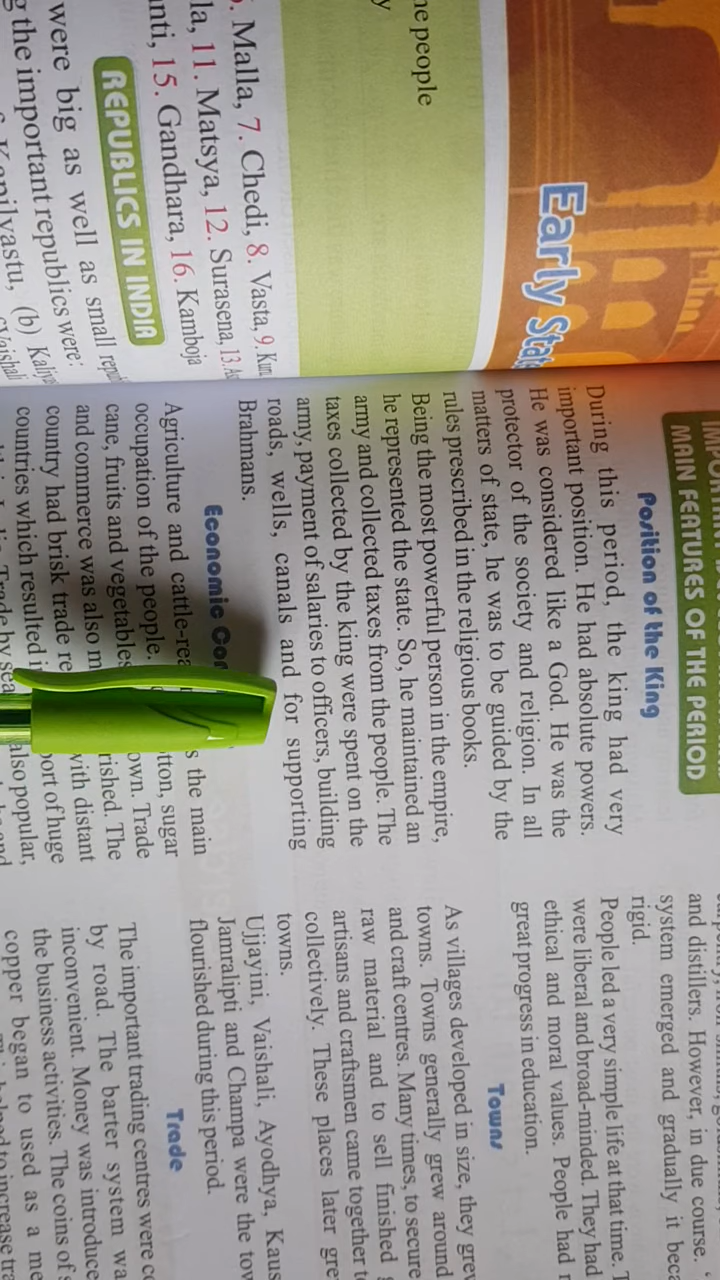 Early
he people
y
Malla, 7. Chedi, 8. Vasta, 9.
la, 11. Matsya, 12. Surasena, 13.
nti, 15. Gandhara, 16. Kamboja
REPUBLICS IN INDIA
were big as well as small
g the important republics were:
(b)
MAIN FEATURES OF THE PERIOD
Position of the King
During this period, the king had very
important position. He had absolute powers.
He was considered like a God. He was the
protector of the society and religion. In all
matters of state, he was to be guided by the
rules prescribed in the religious books.
Being the most powerful person in the empire,
he represented the state. So, he maintained an
army and collected taxes from the people. The
taxes collected by the king were spent on the
army, payment of salaries to officers, building
roads, wells, canals and for supporting
Brahmans.
Economic
Agriculture and cattle-rea s the main
occupation of the people. tton, sugar
cane, fruits and vegetables own. Trade
and commerce was also m rished. The
country had brisk trade re with distant
countries which resulted i port of huge
Trade by sea also popular,
and distillers. However, in due course.
system emerged and gradually it bec
rigid.
People led a very simple life at that time.
were liberal and broad-minded. They had
ethical and moral values. People had
great progress in education.
Towns
As villages developed in size, they grew
towns. Towns generally grew around
and craft centres. Many times, to secure
raw material and to sell finished
artisans and craftsmen came together to
collectively. These places later gre
towns.
Ujjayini, Vaishali, Ayodhya, Kaus
Jamralipti and Champa were the tow
flourished during this period.
Trade
The important trading centres were co
by road. The barter system wa
inconvenient. Money was introduce
the business activities. The coins of
copper began to used as a me
to increase tra